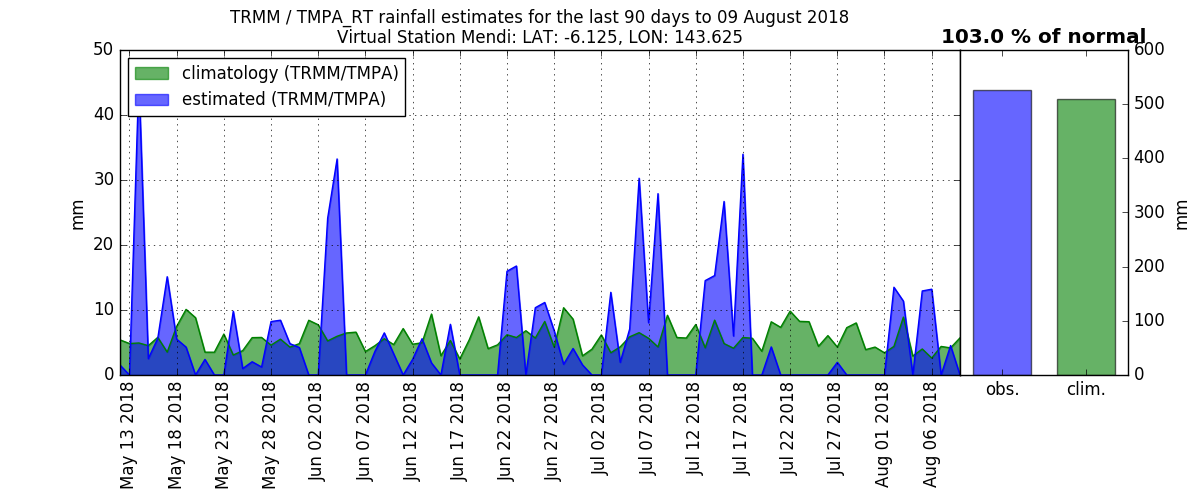 TRMM / TMPA_RT rainfall estimates for the last 90 days to 09 August 2018
Virtual Station Mendi: LAT: -6.125, LON: 143.625
103.0 % of normal
climatology (TRMM/TMPA)
estimated (TRMM/TMPA)
50
40
30
20
10
0
mm
May 13 2018
May 18 2018
May 23 2018
May 28 2018
Jun 02 2018
Jun 07 2018
Jun 12 2018
Jun 17 2018
Jun 22 2018
Jun 27 2018
Jul 02 2018
Jul 07 2018
Jul 12 2018
Jul 17 2018
Jul 22 2018
Jul 27 2018
Aug 01 2018
Aug 06 2018
obs.
clim.
600
500
400
300
200
100
0
mm